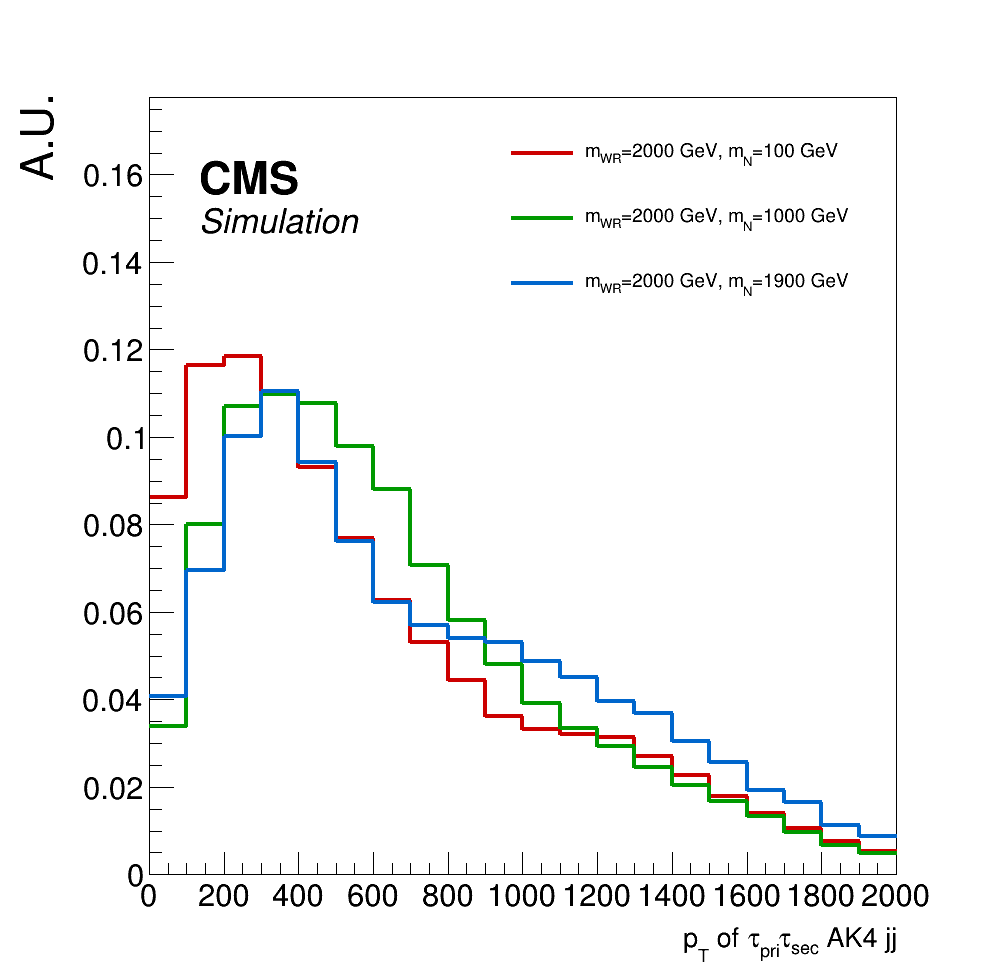 A.U.
CMS
Simulation
m_WR=2000 GeV, m_N=100 GeV
m_WR=2000 GeV, m_N=1000 GeV
m_WR=2000 GeV, m_N=1900 GeV
0.16
0.14
0.12
0.1
0.08
0.06
0.04
0.02
0
0 200 400 600 800 1000 1200 1400 1600 1800 2000
p_T of τ_pri τ_sec AK4 jj